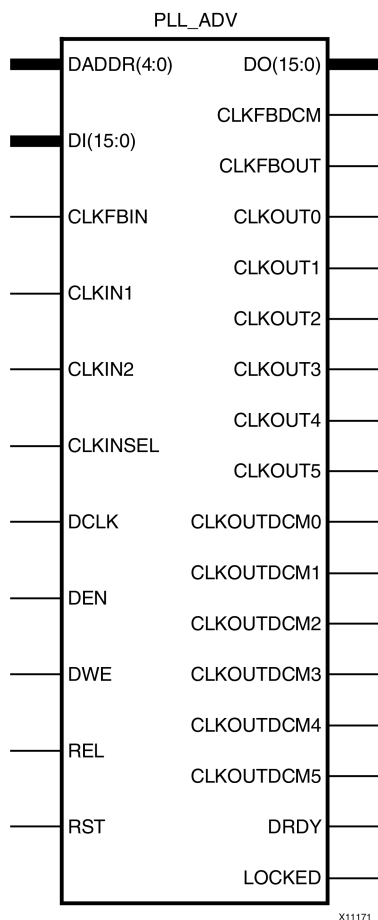 PLL_ADV
DADDR(4:0) DO(15:0)
CLKFBDCM
DI(15:0)
CLKFBOUT
CLKFBIN CLKOUT0
CLKOUT1
CLKIN1
CLKOUT2
CLKIN2 CLKOUT3
CLKOUT4
CLKINSEL
CLKOUT5
DCLK CLKOUTDCM0
CLKOUTDCM1
DEN
CLKOUTDCM2
DWE CLKOUTDCM3
CLKOUTDCM4
REL
CLKOUTDCM5
RST DRDY
LOCKED
X11171